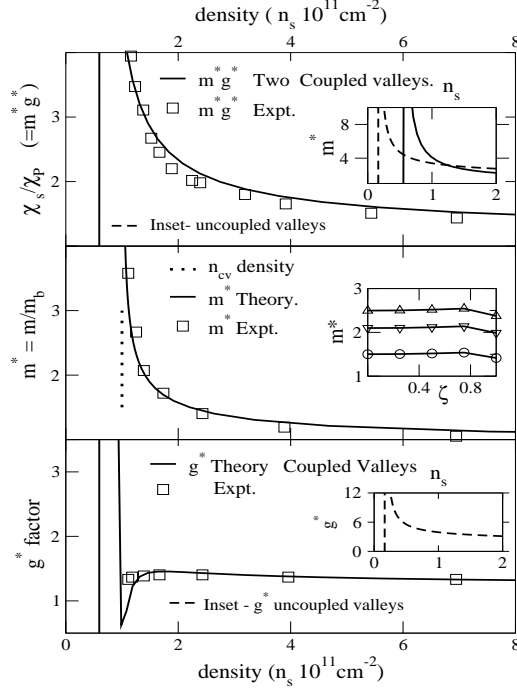 density ( n_s 10^11 cm^-2)
2 4 6 8
m*g* Two Coupled valleys. n_s
m*g* Expt.
χ_s/χ_P (=m* g*)
4
3
2
m*
8
4
0 1 2
Inset- uncoupled valleys
n_cv density
m* Theory.
m* Expt.
m* = m/m_b
3
2
m*
3
2
1
0.4 0.8
ζ
g* Theory Coupled Valleys
Expt.
n_s
g* factor
3
2
1
g*
12
6
0
0 1 2
Inset - g* uncoupled valleys
0 2 4 6 8
density (n_s 10^11 cm^-2)